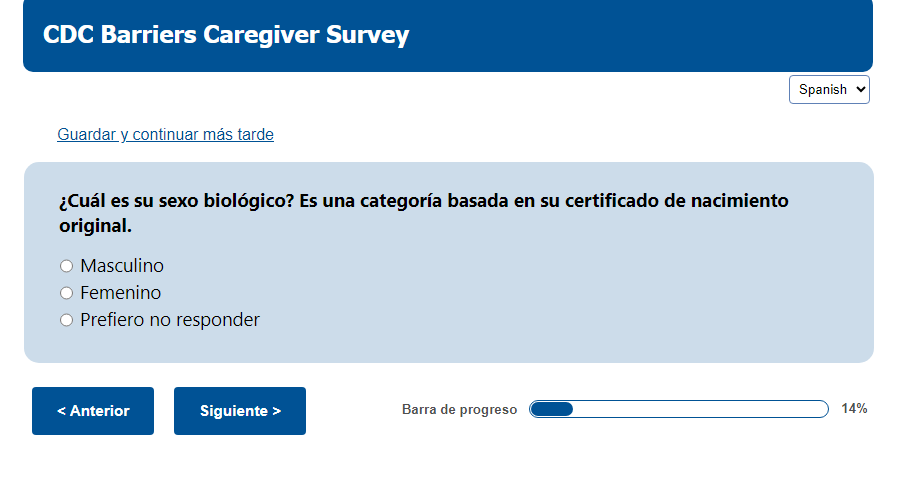 CDC Barriers Caregiver Survey
Spanish
Guardar y continuar más tarde
¿Cuál es su sexo biológico? Es una categoría basada en su certificado de nacimiento
original.
Masculino
Femenino
Prefiero no responder
< Anterior
Siguiente >
Barra de progreso
14%